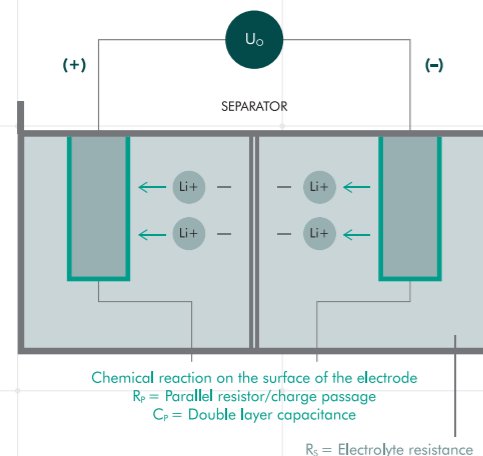 U₀
(+)
(–)
SEPARATOR
Li+
Li+
Li+
Li+
Chemical reaction on the surface of the electrode
Rₚ = Parallel resistor/charge passage
Cₚ = Double layer capacitance
Rₛ = Electrolyte resistance